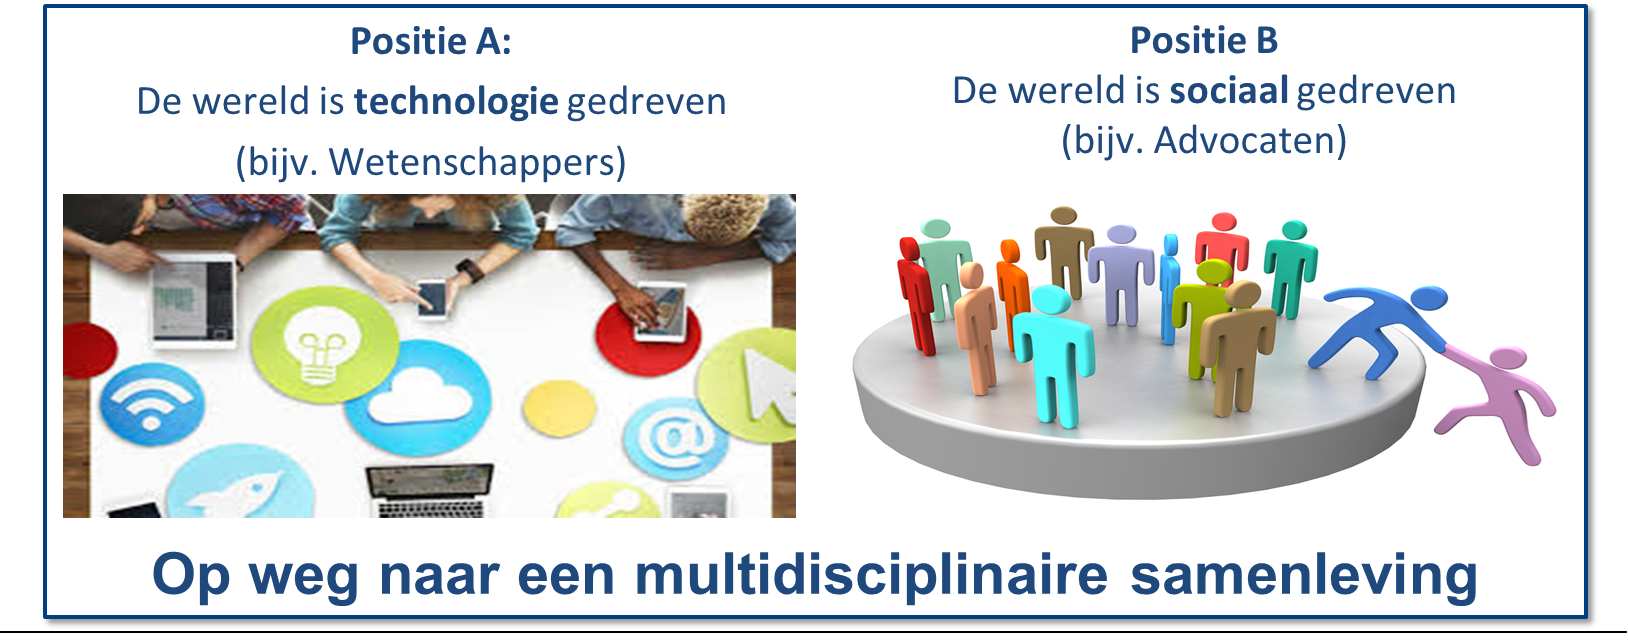 Positie A:
De wereld is technologie gedreven
(bijv. Wetenschappers)
Positie B
De wereld is sociaal gedreven
(bijv. Advocaten)
@
Op weg naar een multidisciplinaire samenleving